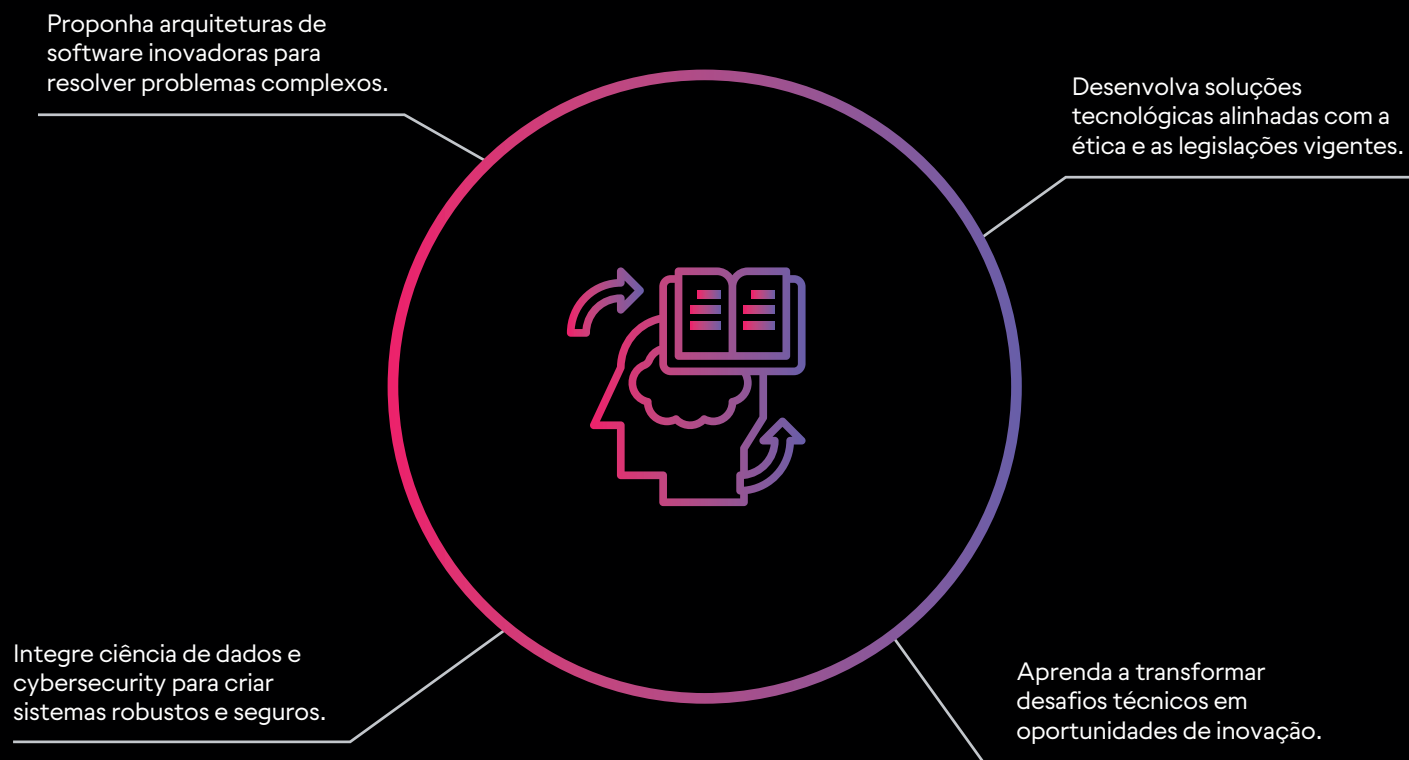 Proponha arquiteturas de
software inovadoras para
resolver problemas complexos.
Desenvolva soluções
tecnológicas alinhadas com a
ética e as legislações vigentes.
Integre ciência de dados e
cybersecurity para criar
sistemas robustos e seguros.
Aprenda a transformar
desafios técnicos em
oportunidades de inovação.